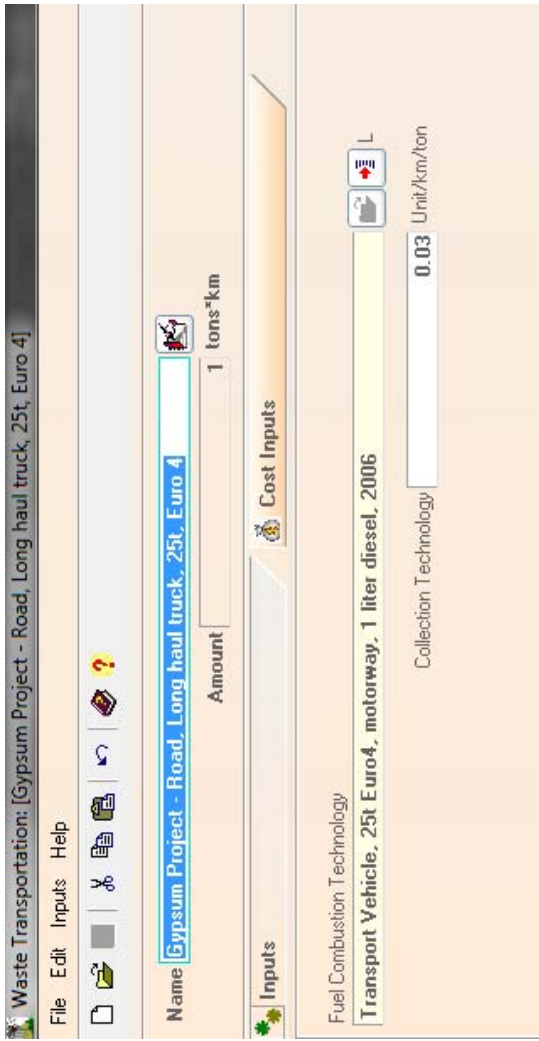 Waste Transportation: [Gypsum Project - Road, Long haul truck, 25t, Euro 4]
File Edit Inputs Help
Name Gypsum Project - Road, Long haul truck, 25t, Euro 4
Amount 1 tons*km
Inputs Cost Inputs
Fuel Combustion Technology
Transport Vehicle, 25t Euro4, motorway, 1 liter diesel, 2006 L
Collection Technology 0.03 Unit/km/ton